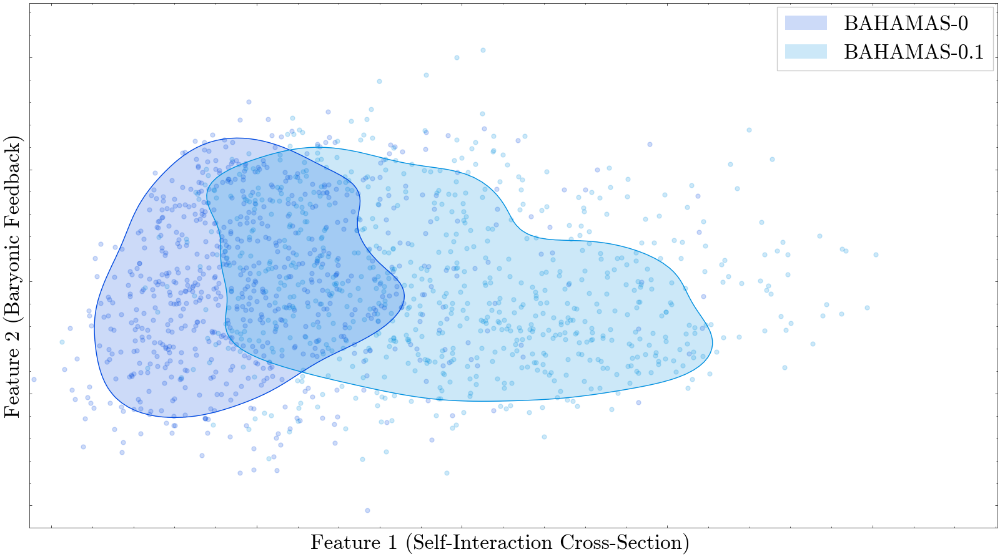 BAHAMAS-0
BAHAMAS-0.1
Feature 2 (Baryonic Feedback)
Feature 1 (Self-Interaction Cross-Section)